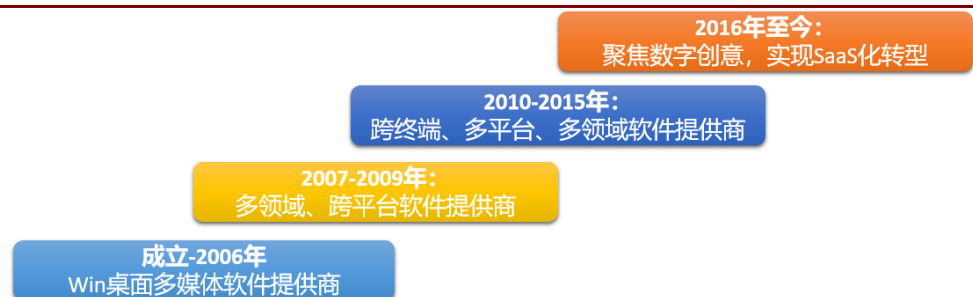 2016年至今：
聚焦数字创意，实现SaaS化转型
2010-2015年：
跨终端、多平台、多领域软件提供商
2007-2009年：
多领域、跨平台软件提供商
成立-2006年
Win桌面多媒体软件提供商